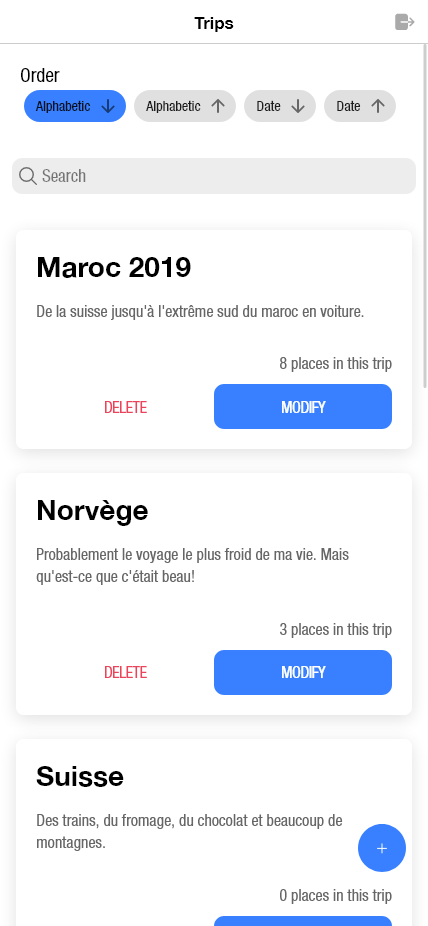 Trips
Order
Alphabetic Alphabetic Date Date
Search
Maroc 2019
De la suisse jusqu'à l'extrême sud du maroc en voiture.
8 places in this trip
DELETE MODIFY
Norvège
Probablement le voyage le plus froid de ma vie. Mais
qu'est-ce que c'était beau!
3 places in this trip
DELETE MODIFY
Suisse
Des trains, du fromage, du chocolat et beaucoup de
montagnes.
0 places in this trip